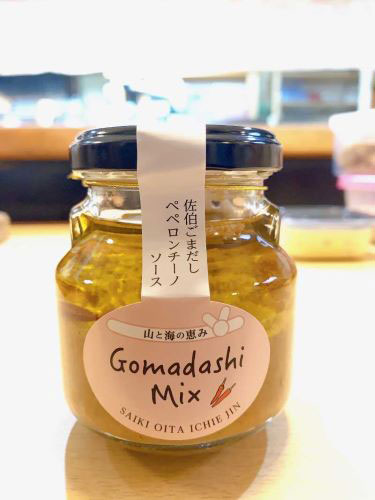 佐伯ごまだし
ペペロンチーノ
ソース
山と海の恵み
Gomadashi
Mix
SAIKI OITA ICHIE JIN